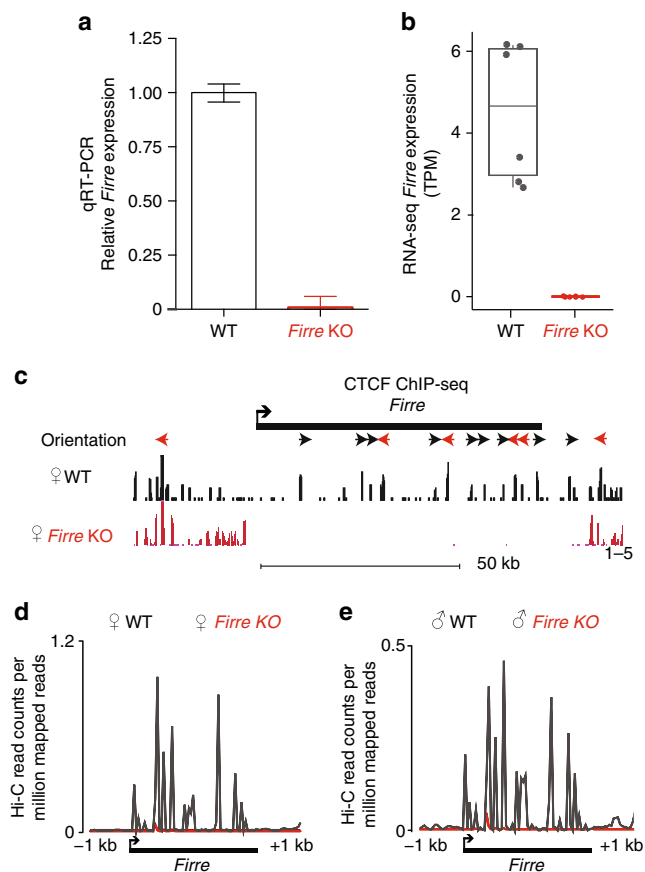 a
qRT-PCR
Relative Firre expression
1.25
1.00
0.75
0.50
0.25
0
WT
Firre KO
b
RNA-seq Firre expression
(TPM)
6
4
2
0
WT
Firre KO
c
CTCF ChIP-seq
Firre
Orientation
♀ WT
♀ Firre KO
50 kb
1–5
d
♀ WT ♀ Firre KO
Hi-C read counts per
million mapped reads
1.2
0
−1 kb
+1 kb
Firre
e
♂ WT ♂ Firre KO
Hi-C read counts per
million mapped reads
0.5
0
−1 kb
+1 kb
Firre